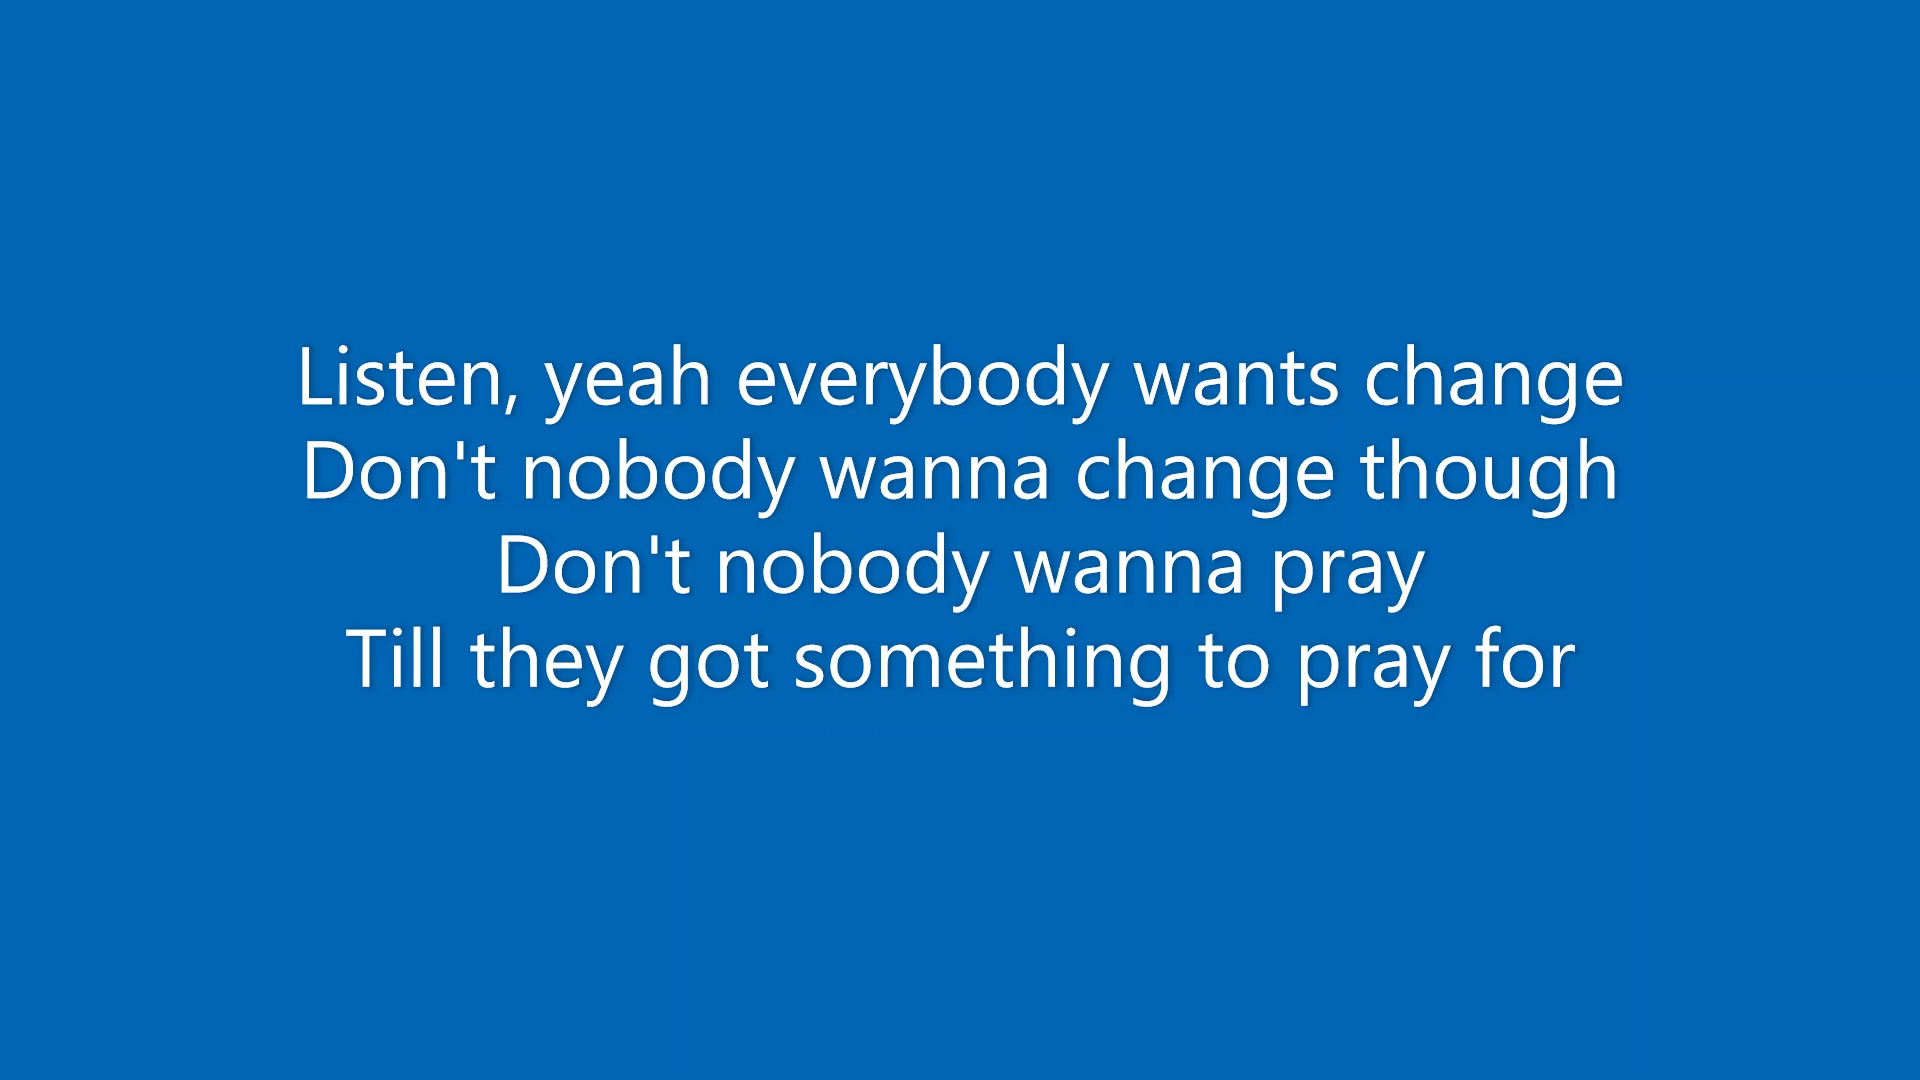 Listen, yeah everybody wants change
Don't nobody wanna change though
Don't nobody wanna pray
Till they got something to pray for